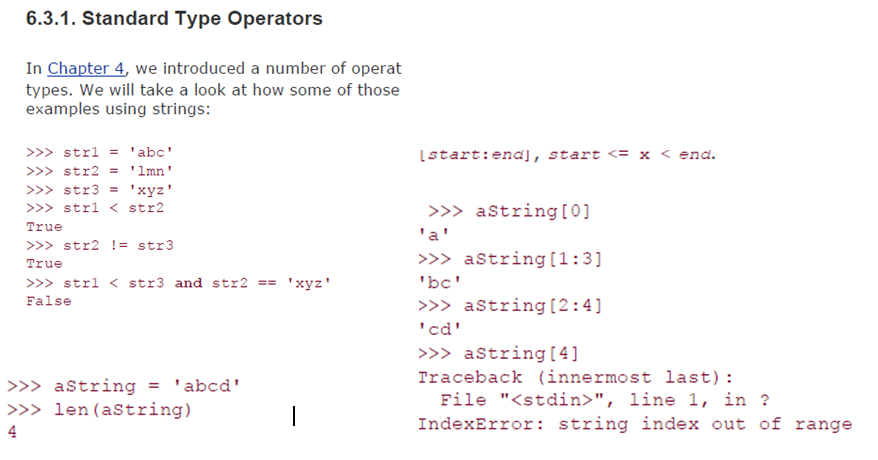 6.3.1. Standard Type Operators
In Chapter 4, we introduced a number of operat
types. We will take a look at how some of those
examples using strings:
>>> str1 = 'abc'
>>> str2 = 'lmn'
>>> str3 = 'xyz'
>>> str1 < str2
True
>>> str2 != str3
True
>>> str1 < str3 and str2 == 'xyz'
False
>>> aString = 'abcd'
>>> len(aString)
4
[start:end], start <= x < end.
>>> aString[0]
'a'
>>> aString[1:3]
'bc'
>>> aString[2:4]
'cd'
>>> aString[4]
Traceback (innermost last):
File "<stdin>", line 1, in ?
IndexError: string index out of range